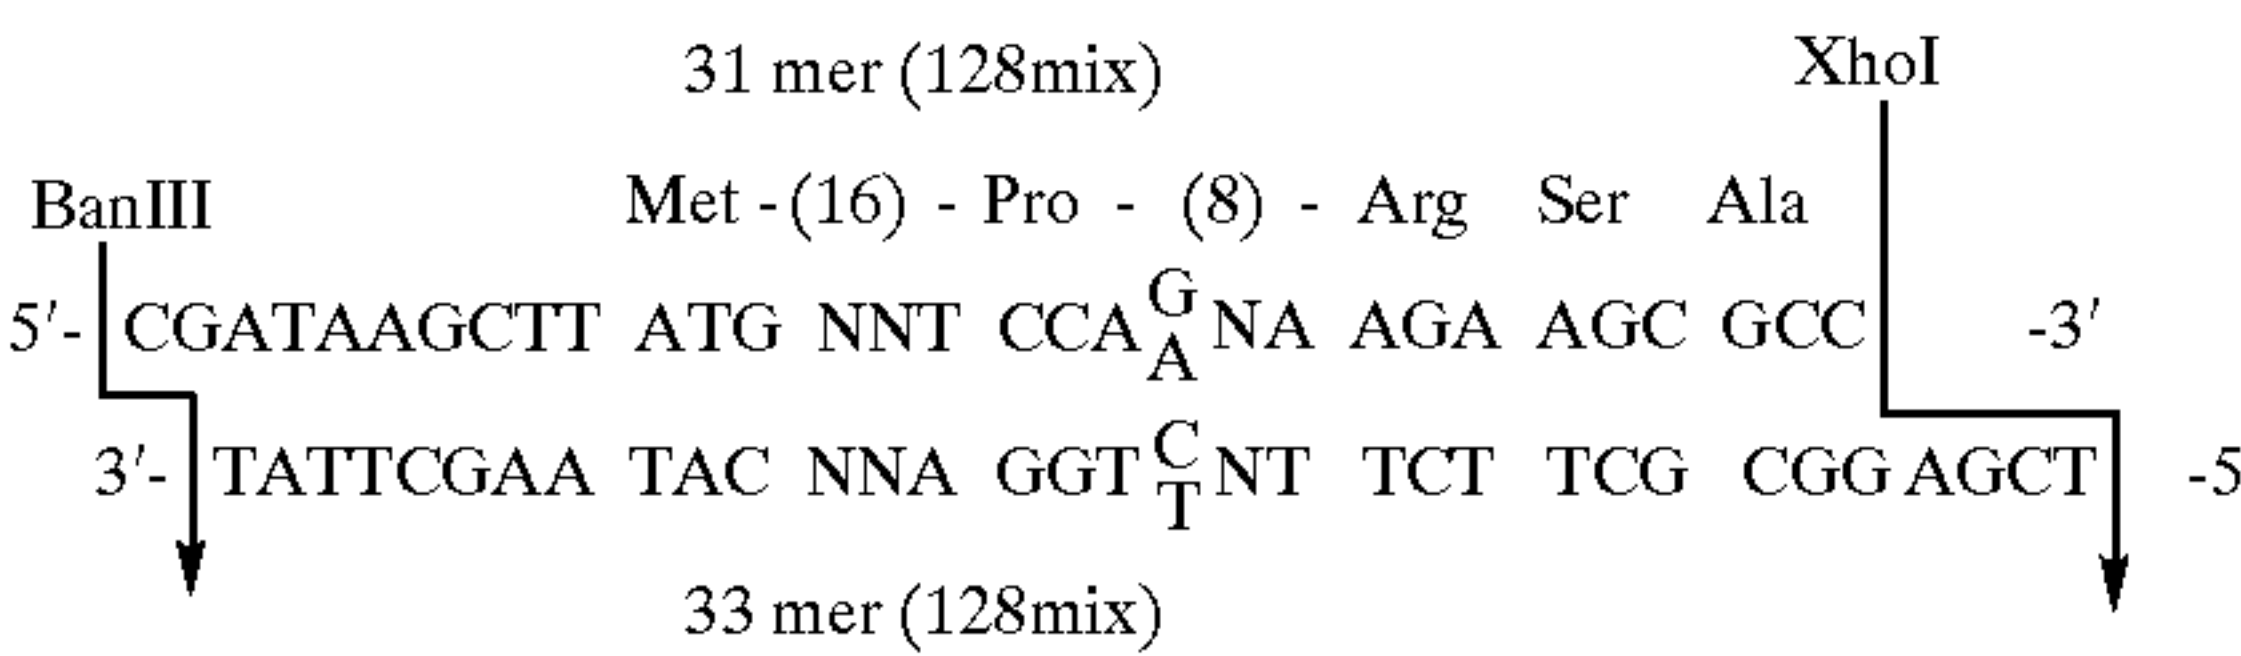 31 mer (128mix)
XhoI
BanIII
Met - (16) - Pro - (8) - Arg Ser Ala
5′- CGATAAGCTT ATG NNT CCA G/A NA AGA AGC GCC -3′
3′- TATTCGAA TAC NNA GGT C/T NT TCT TCG CGG AGCT -5
33 mer (128mix)